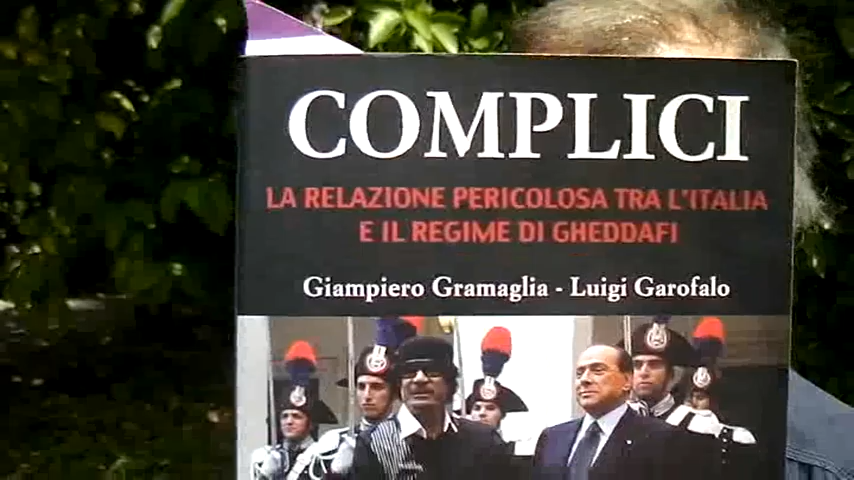 COMPLICI
LA RELAZIONE PERICOLOSA TRA L'ITALIA
E IL REGIME DI GHEDDAFI
Giampiero Gramaglia - Luigi Garofalo